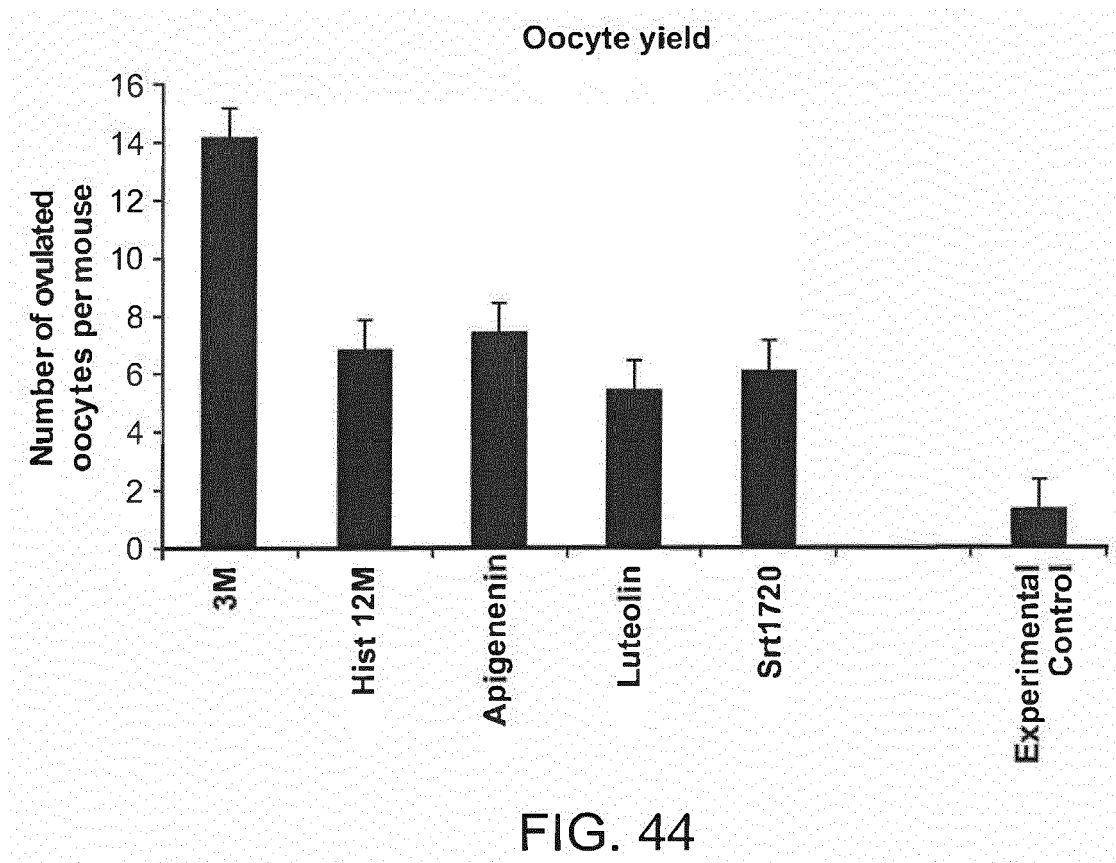 Oocyte yield
Number of ovulated
oocytes per mouse
16
14
12
10
8
6
4
2
0
3M
Hist 12M
Apigenenin
Luteolin
Srt1720
Experimental
Control
FIG. 44